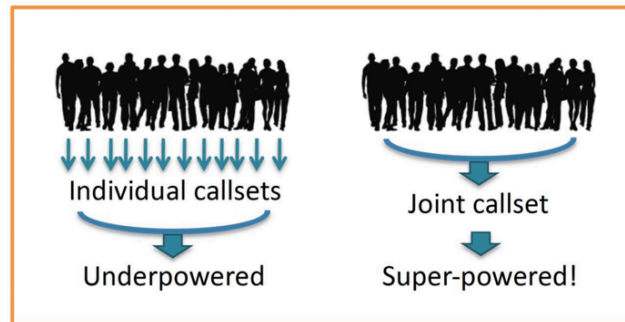 Individual callsets
Underpowered
Joint callset
Super-powered!